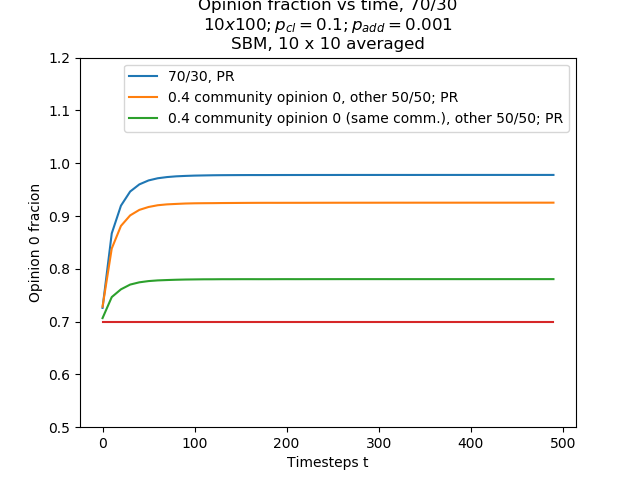 Opinion fraction vs time, 70/30
10x100; p_cl = 0.1; p_add = 0.001
SBM, 10 x 10 averaged
70/30, PR
0.4 community opinion 0, other 50/50; PR
0.4 community opinion 0 (same comm.), other 50/50; PR
Opinion 0 fracion
1.2
1.1
1.0
0.9
0.8
0.7
0.6
0.5
0 100 200 300 400 500
Timesteps t